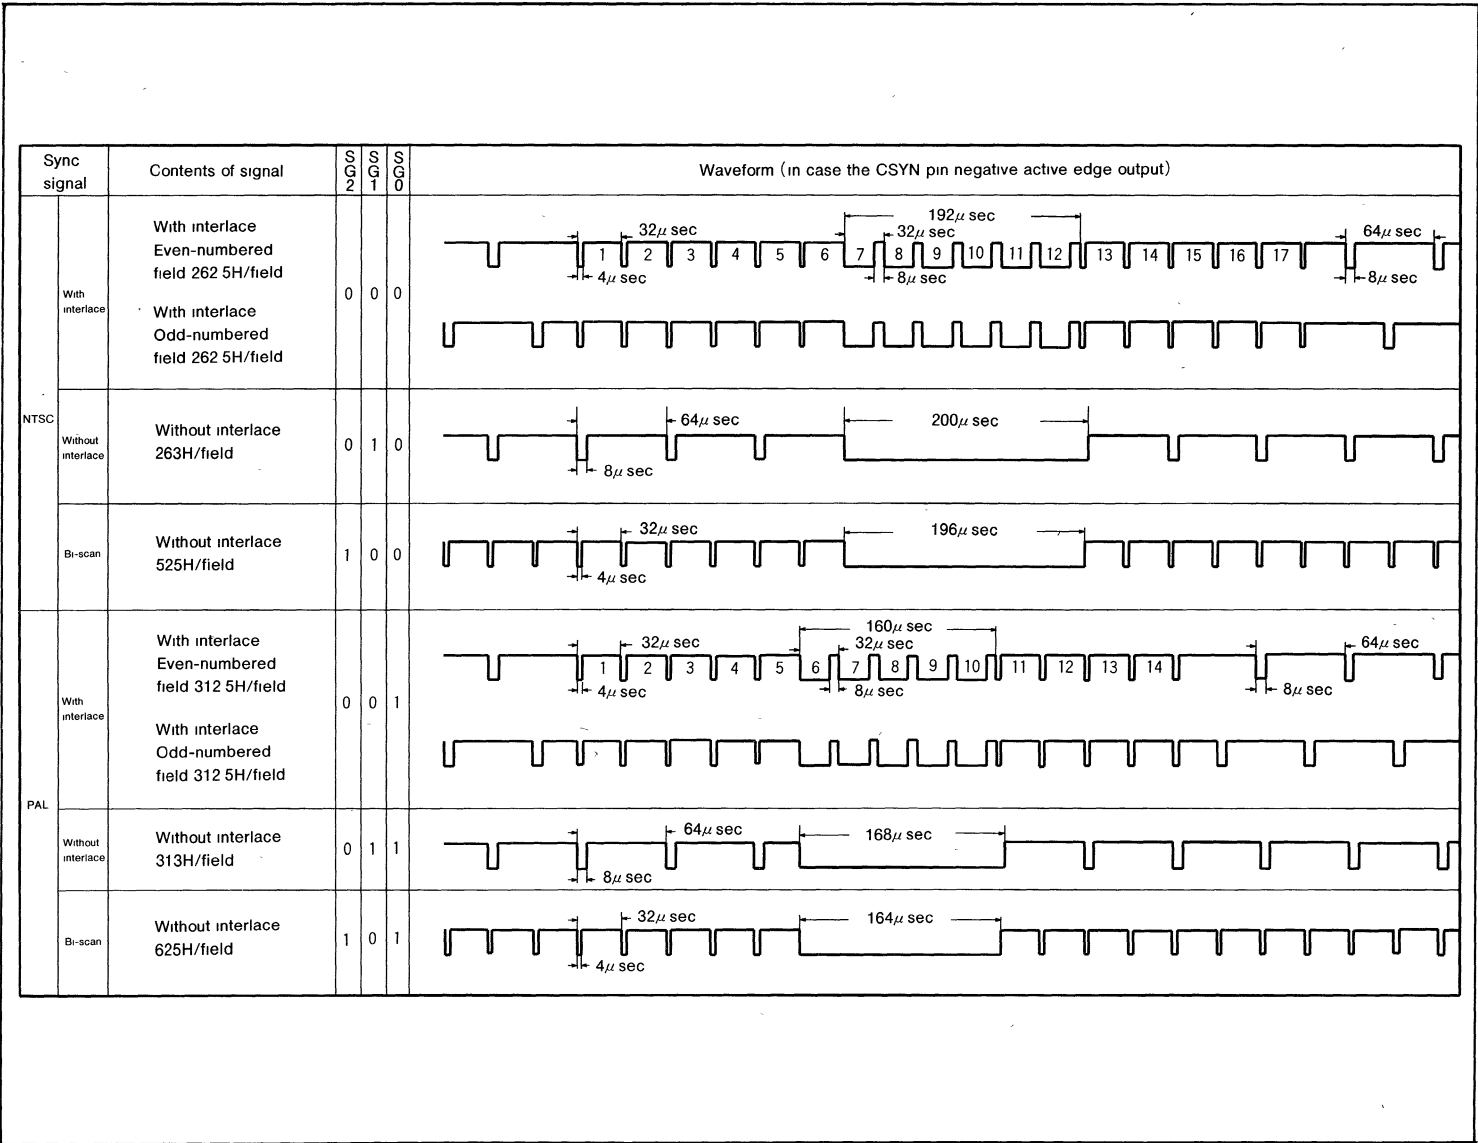 Sync signal
Contents of signal
SG2
SG1
SG0
Waveform (in case the CSYN pin negative active edge output)
NTSC
With interlace
With interlace
Even-numbered
field 262 5H/field
With interlace
Odd-numbered
field 262 5H/field
0 0 0
192μ sec
32μ sec
32μ sec
64μ sec
1 2 3 4 5 6 7 8 9 10 11 12 13 14 15 16 17
4μ sec
8μ sec
8μ sec
Without interlace
Without interlace
263H/field
0 1 0
64μ sec
200μ sec
8μ sec
Bi-scan
Without interlace
525H/field
1 0 0
32μ sec
196μ sec
4μ sec
PAL
With interlace
With interlace
Even-numbered
field 312 5H/field
With interlace
Odd-numbered
field 312 5H/field
0 0 1
160μ sec
32μ sec
32μ sec
64μ sec
1 2 3 4 5 6 7 8 9 10 11 12 13 14
4μ sec
8μ sec
8μ sec
Without interlace
Without interlace
313H/field
0 1 1
64μ sec
168μ sec
8μ sec
Bi-scan
Without interlace
625H/field
1 0 1
32μ sec
164μ sec
4μ sec